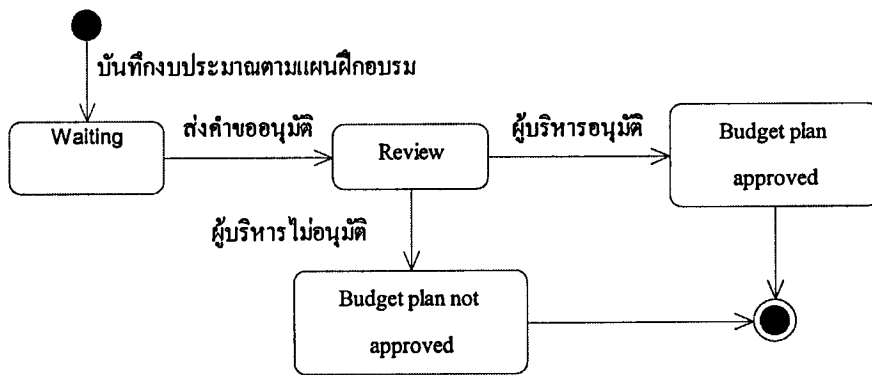 บันทึกงบประมาณตามแผนฝึกอบรม
Waiting
ส่งคำขออนุมัติ
Review
ผู้บริหารอนุมัติ
Budget plan
approved
ผู้บริหารไม่อนุมัติ
Budget plan not
approved